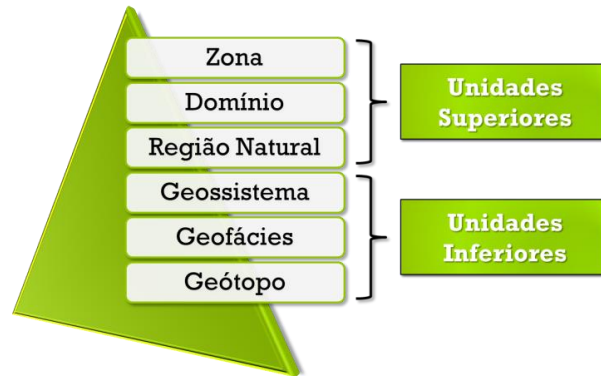 Zona
Domínio
Região Natural
Unidades
Superiores
Geossistema
Geofácies
Geótopo
Unidades
Inferiores